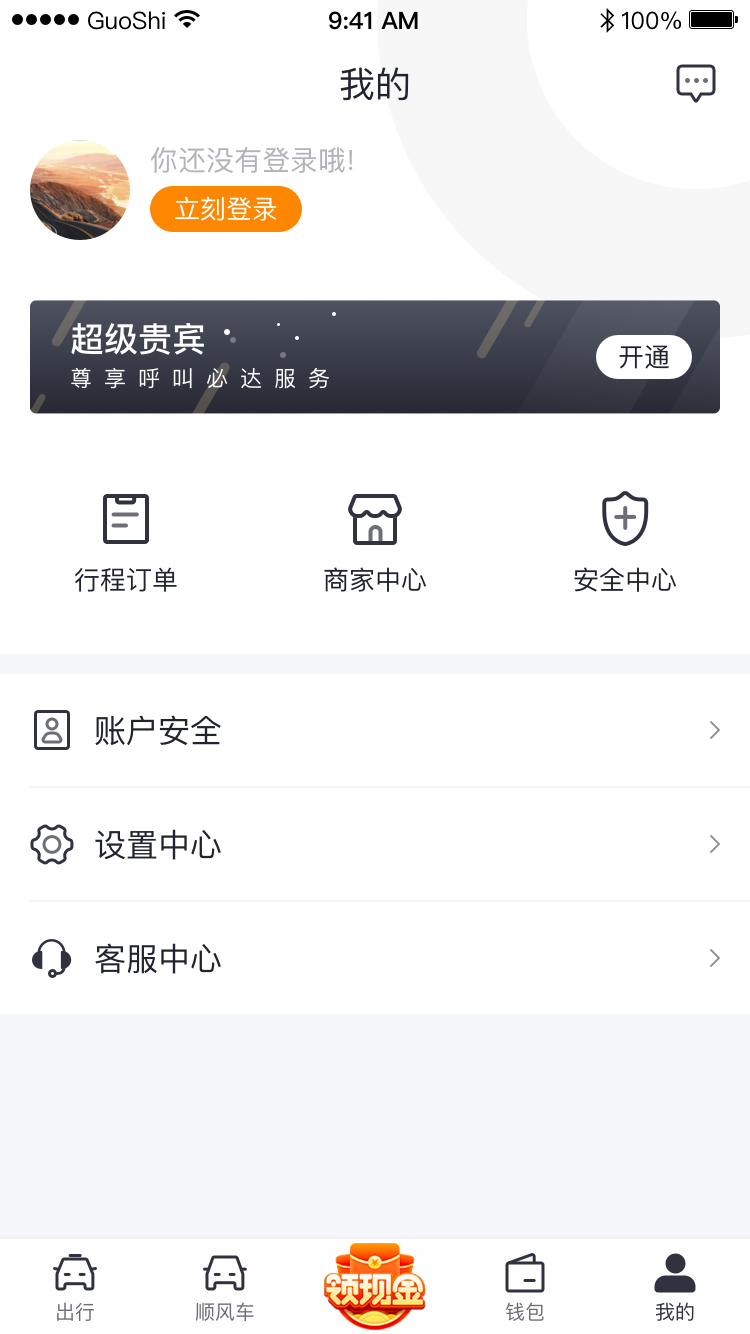 GuoShi 9:41 AM 100%
我的
你还没有登录哦!
立刻登录
超级贵宾
尊享呼叫必达服务
开通
行程订单 商家中心 安全中心
账户安全
设置中心
客服中心
领现金
出行 顺风车 钱包 我的